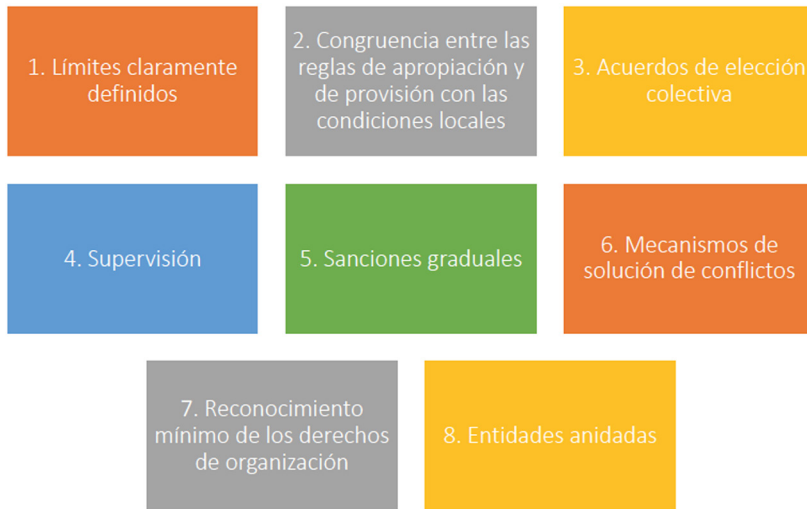 1. Límites claramente
definidos
2. Congruencia entre las
reglas de apropiación y
de provisión con las
condiciones locales
3. Acuerdos de elección
colectiva
4. Supervisión
5. Sanciones graduales
6. Mecanismos de
solución de conflictos
7. Reconocimiento
mínimo de los derechos
de organización
8. Entidades anidadas